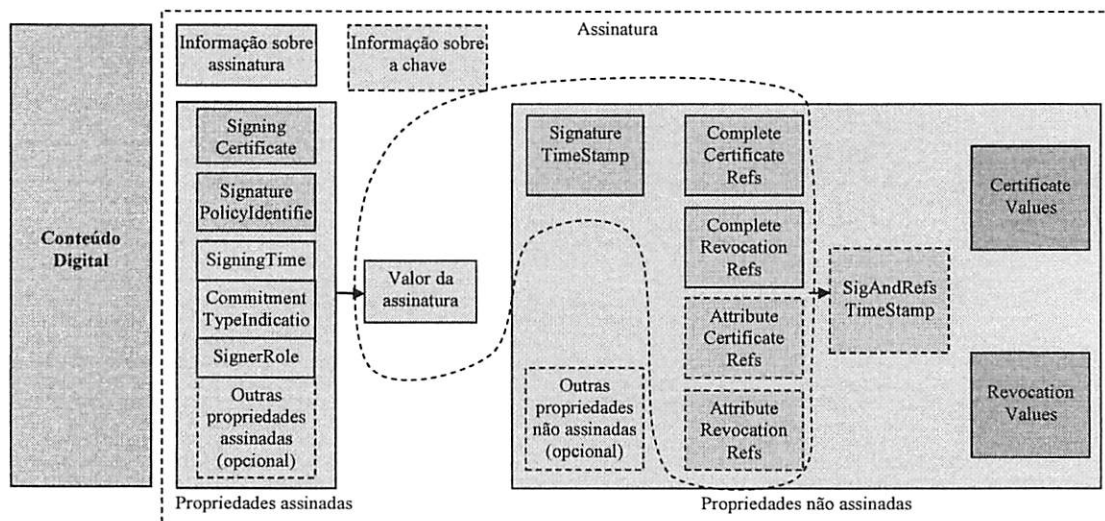 Assinatura
Informação sobre
assinatura
Informação sobre
a chave
Conteúdo
Digital
Signing
Certificate
Signature
PolicyIdentifie
SigningTime
Commitment
TypeIndicatio
SignerRole
Outras
propriedades
assinadas
(opcional)
Propriedades assinadas
Valor da
assinatura
Signature
TimeStamp
Outras
propriedades
não assinadas
(opcional)
Complete
Certificate
Refs
Complete
Revocation
Refs
Attribute
Certificate
Refs
Attribute
Revocation
Refs
SigAndRefs
TimeStamp
Certificate
Values
Revocation
Values
Propriedades não assinadas